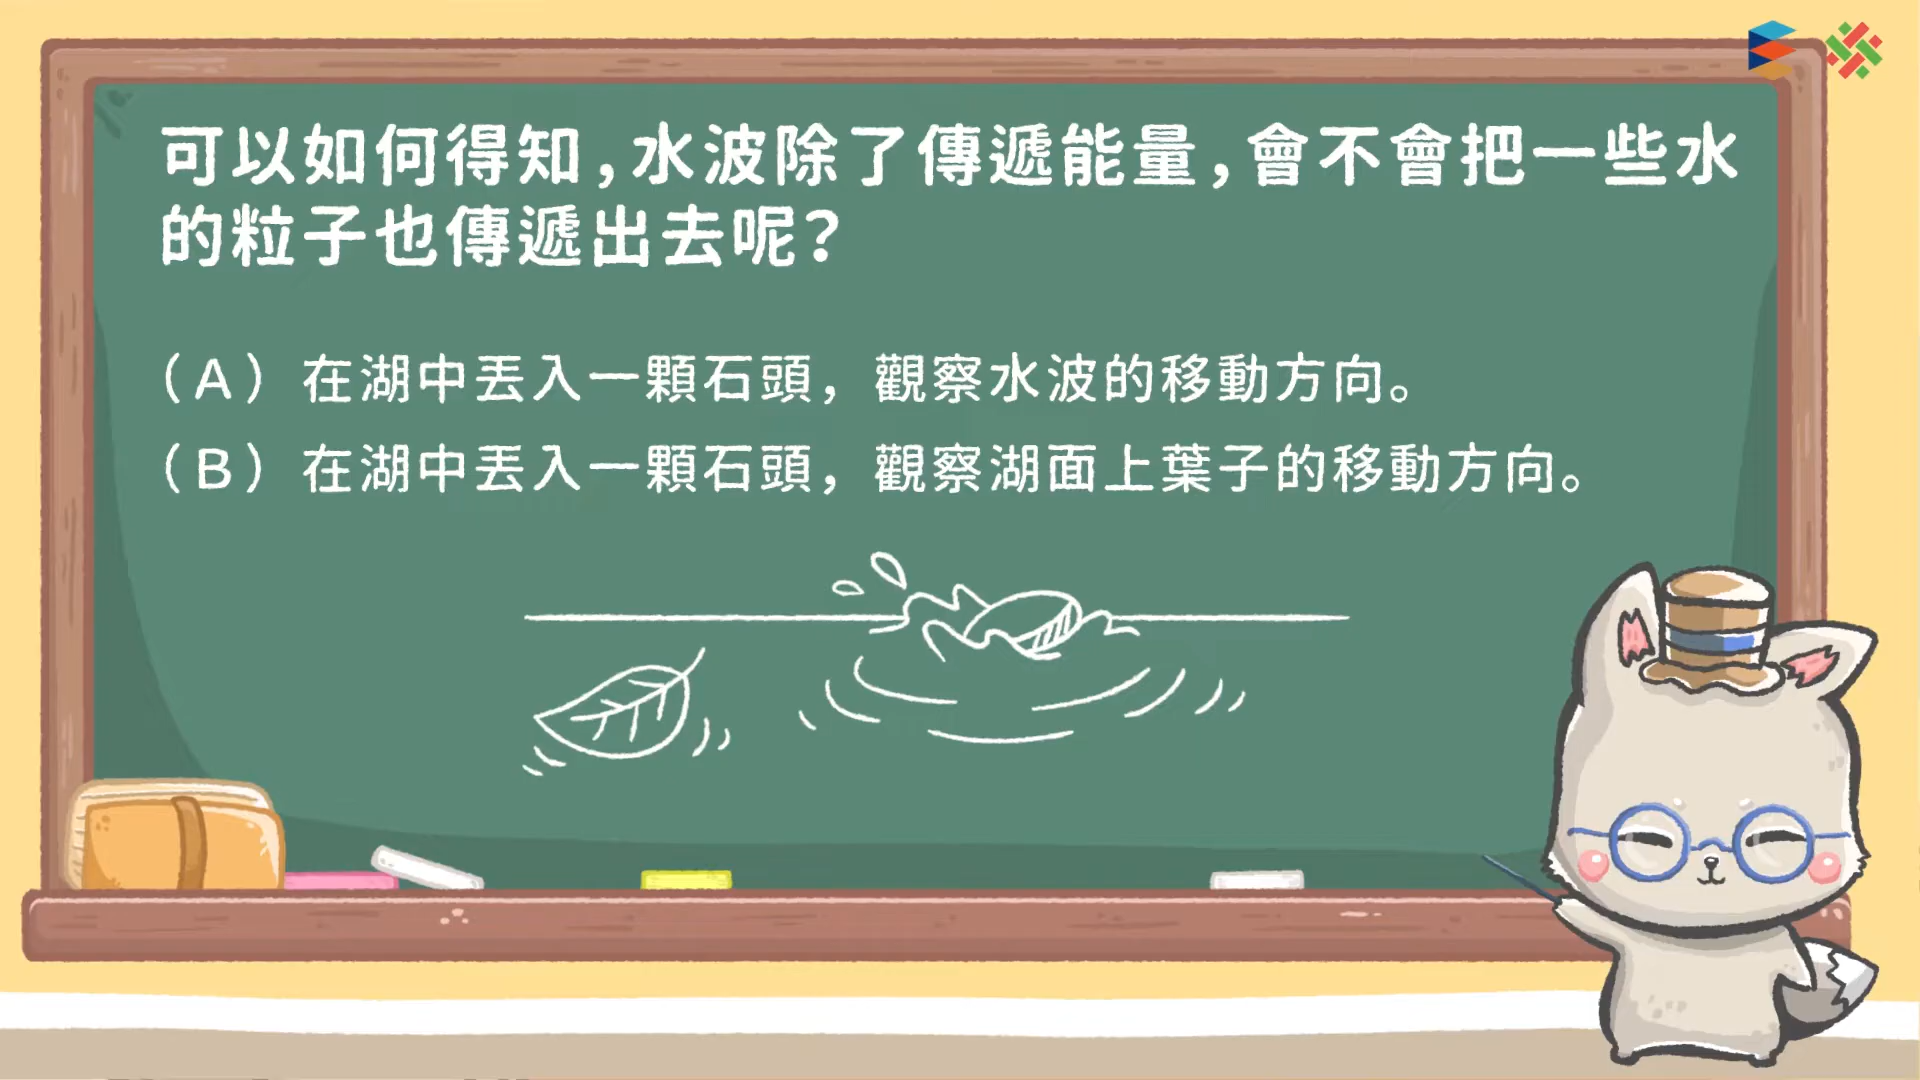 可以如何得知，水波除了傳遞能量，會不會把一些水
的粒子也傳遞出去呢？
（A）在湖中丟入一顆石頭，觀察水波的移動方向。
（B）在湖中丟入一顆石頭，觀察湖面上葉子的移動方向。